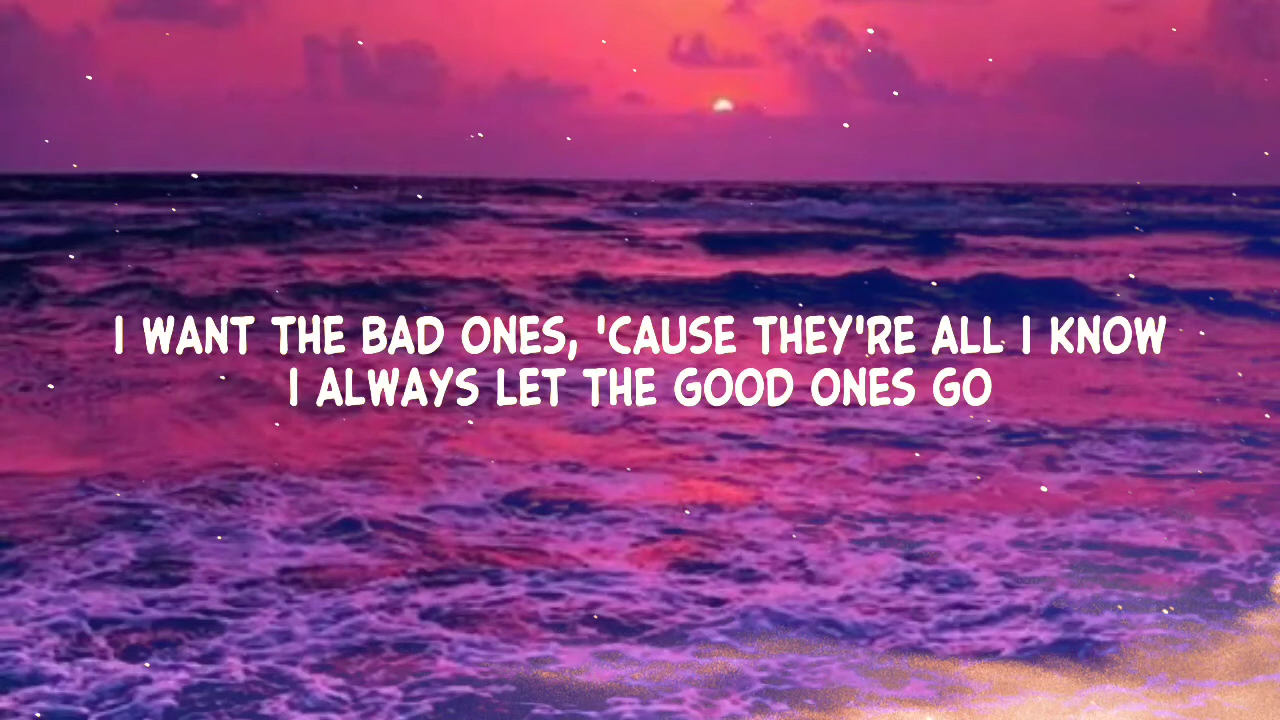 I WANT THE BAD ONES, 'CAUSE THEY'RE ALL I KNOW
I ALWAYS LET THE GOOD ONES GO